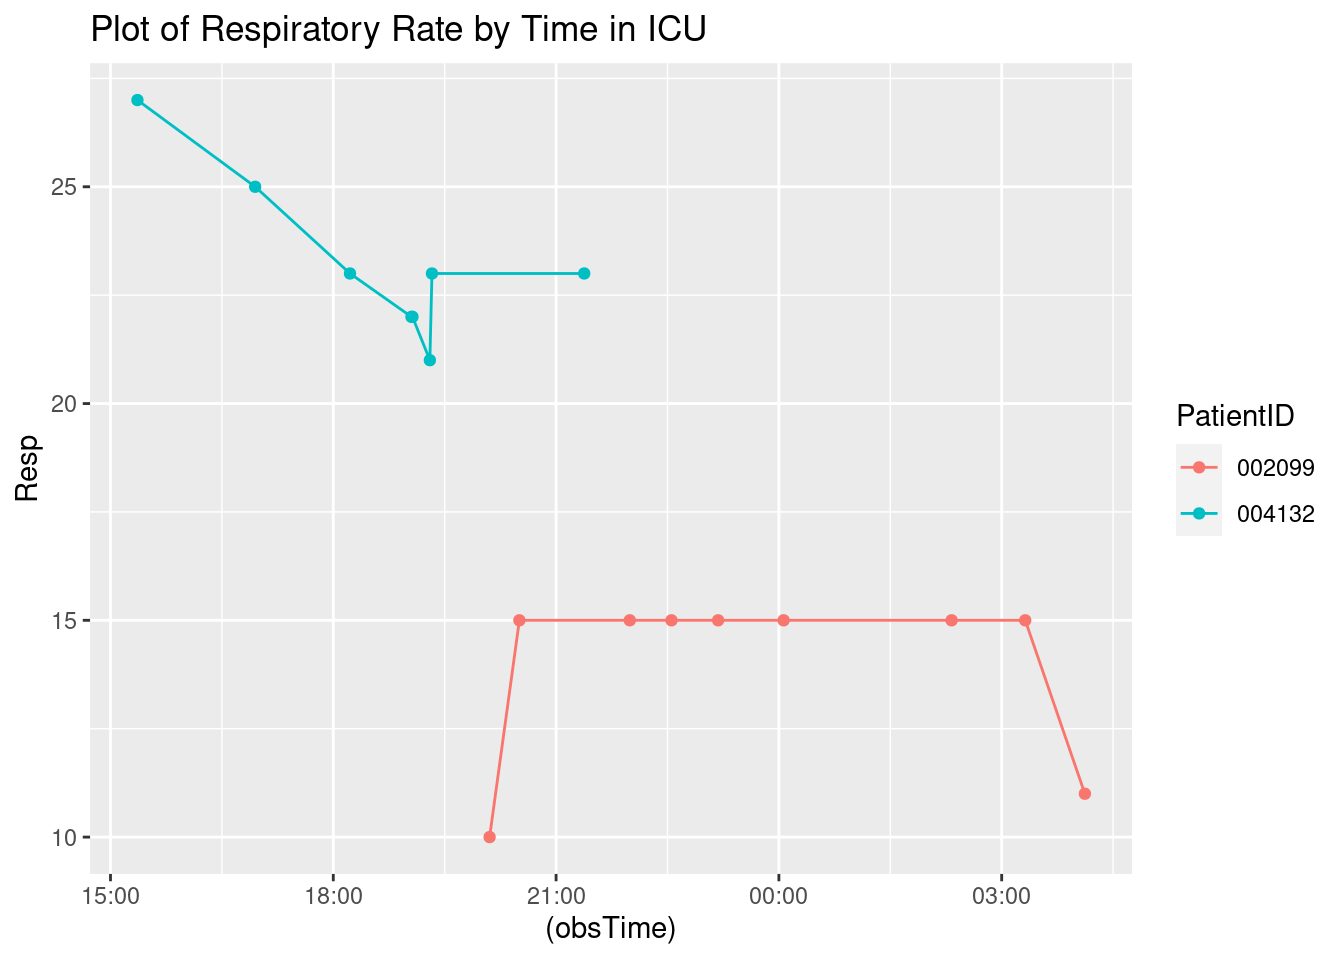 Plot of Respiratory Rate by Time in ICU
25
20
15
10
Resp
15:00 18:00 21:00 00:00 03:00
(obsTime)
PatientID
002099
004132